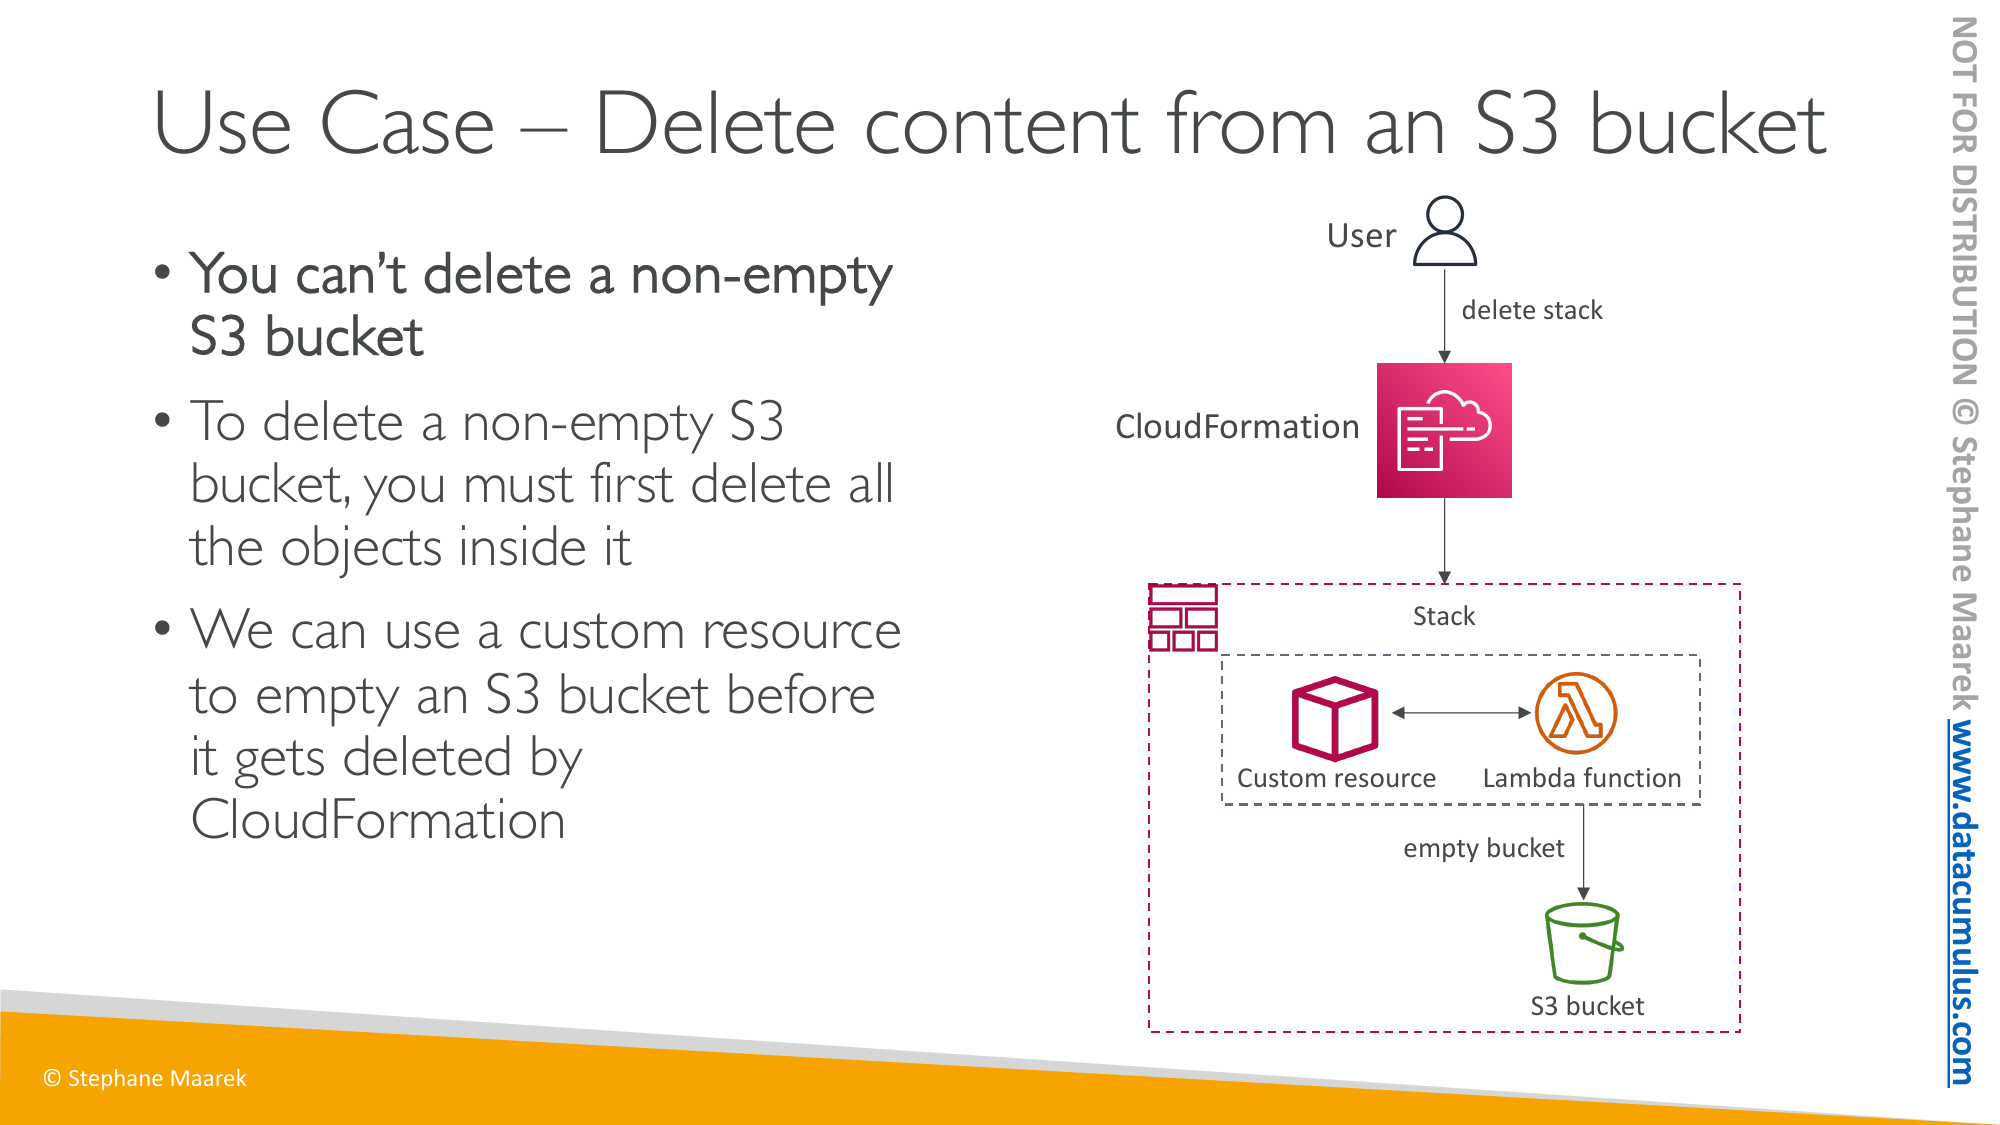 Use Case – Delete content from an S3 bucket
• You can’t delete a non-empty
S3 bucket
• To delete a non-empty S3
bucket, you must first delete all
the objects inside it
• We can use a custom resource
to empty an S3 bucket before
it gets deleted by
CloudFormation
User
delete stack
CloudFormation
Stack
Custom resource
Lambda function
empty bucket
S3 bucket
© Stephane Maarek
NOT FOR DISTRIBUTION © Stephane Maarek www.datacumulus.com